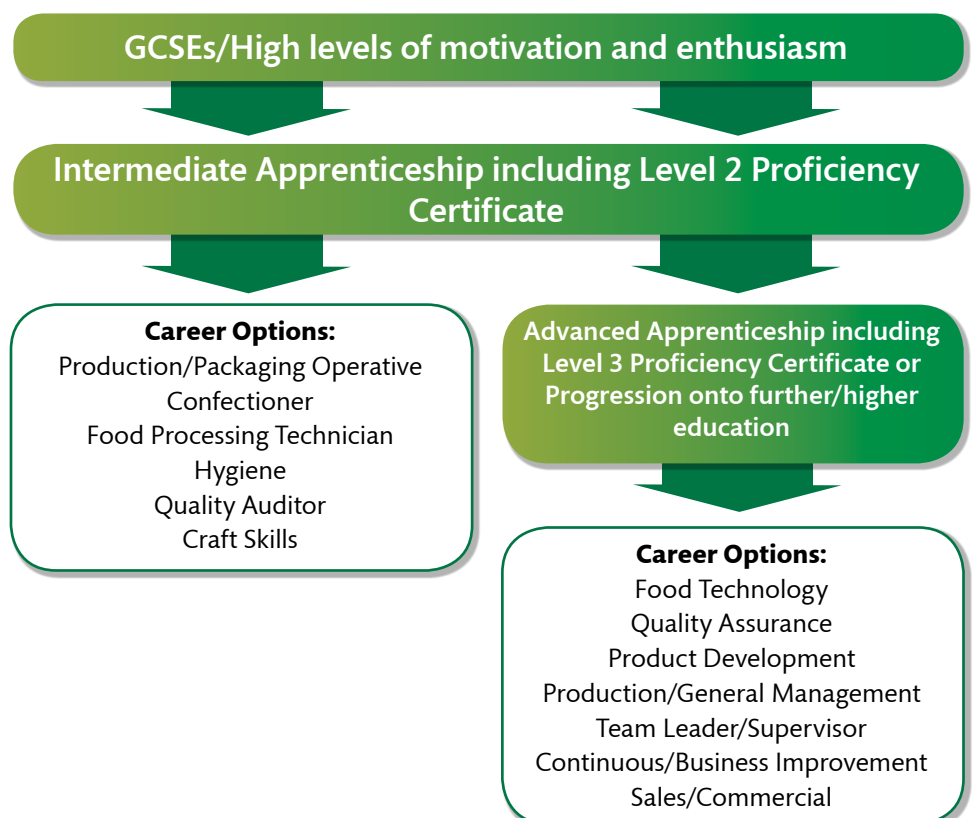 GCSEs/High levels of motivation and enthusiasm
Intermediate Apprenticeship including Level 2 Proficiency
Certificate
Career Options:
Production/Packaging Operative
Confectioner
Food Processing Technician
Hygiene
Quality Auditor
Craft Skills
Advanced Apprenticeship including
Level 3 Proficiency Certificate or
Progression onto further/higher
education
Career Options:
Food Technology
Quality Assurance
Product Development
Production/General Management
Team Leader/Supervisor
Continuous/Business Improvement
Sales/Commercial